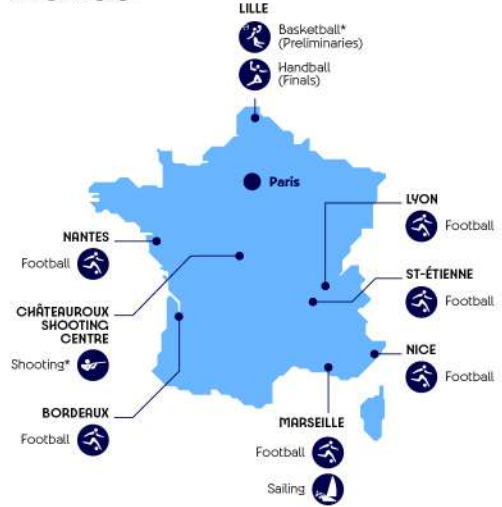 LILLE
Basketball*
(Preliminaries)
Handball
(Finals)
Paris
LYON
Football
NANTES
Football
ST-ÉTIENNE
Football
CHÂTEAUROUX
SHOOTING
CENTRE
Shooting*
NICE
Football
BORDEAUX
Football
MARSEILLE
Football
Sailing